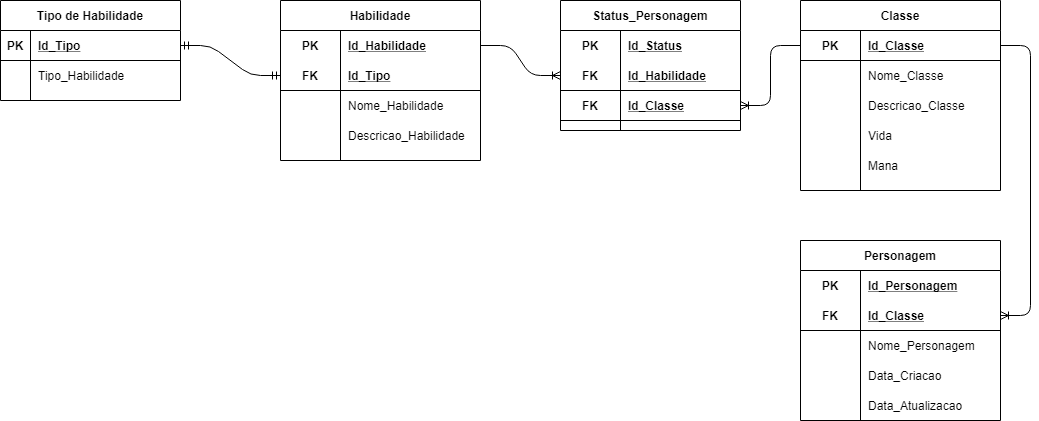 Tipo de Habilidade
PK Id_Tipo
Tipo_Habilidade
Habilidade
PK Id_Habilidade
FK Id_Tipo
Nome_Habilidade
Descricao_Habilidade
Status_Personagem
PK Id_Status
FK Id_Habilidade
FK Id_Classe
Classe
PK Id_Classe
Nome_Classe
Descricao_Classe
Vida
Mana
Personagem
PK Id_Personagem
FK Id_Classe
Nome_Personagem
Data_Criacao
Data_Atualizacao